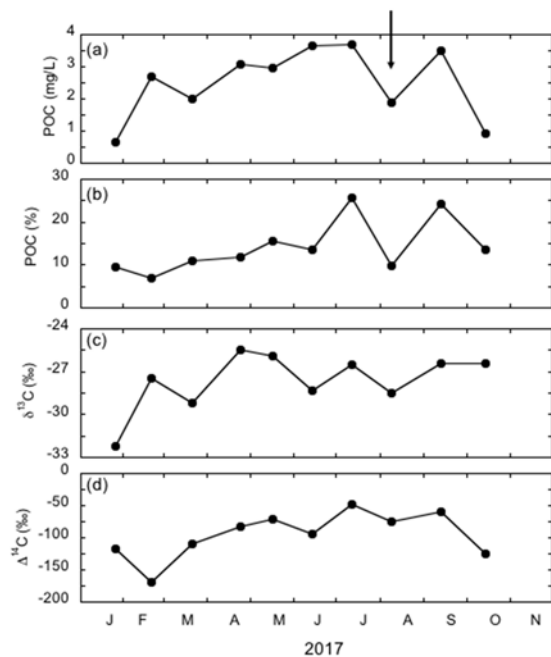 (a)
POC (mg/L)
4
3
2
1
0
(b)
POC (%)
30
20
10
0
(c)
δ13C (‰)
-24
-27
-30
-33
(d)
Δ14C (‰)
0
-50
-100
-150
-200
J F M A M J J A S O N
2017